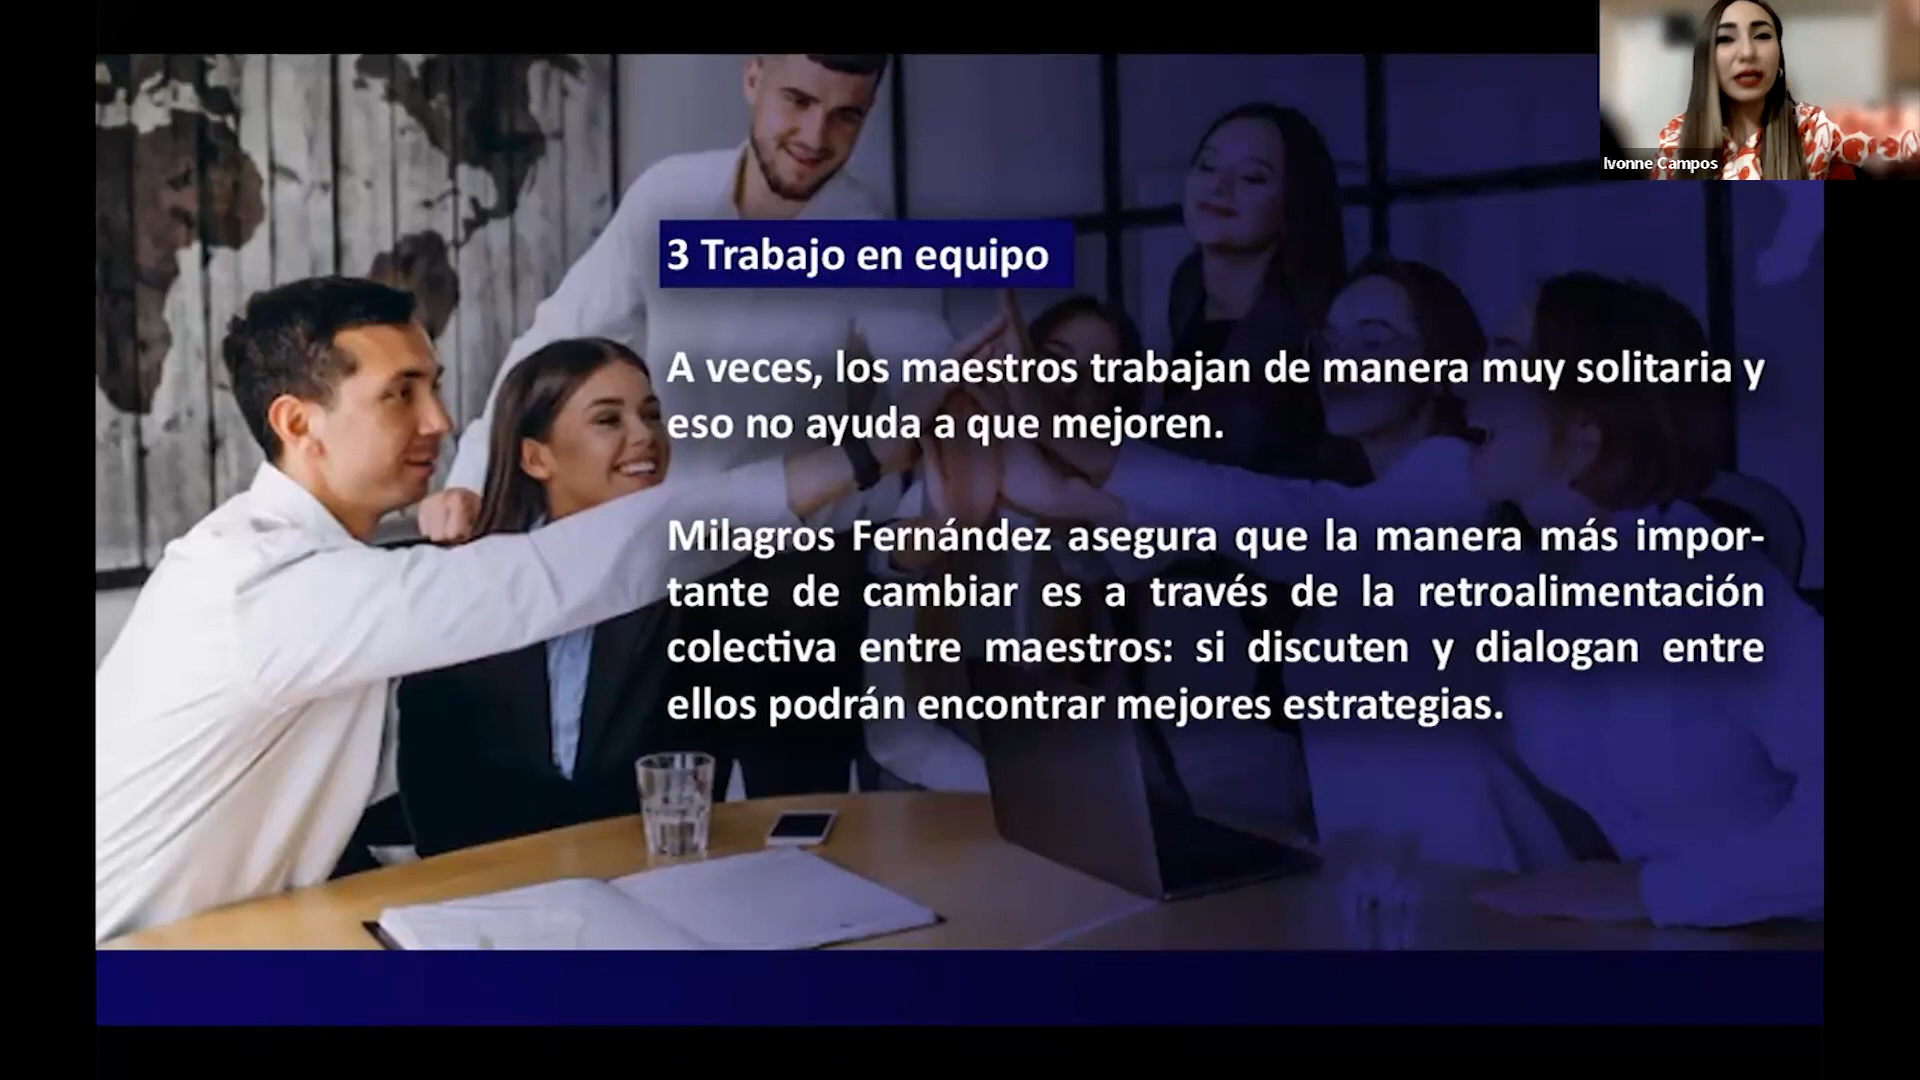 Ivonne Campos
3 Trabajo en equipo
A veces, los maestros trabajan de manera muy solitaria y
eso no ayuda a que mejoren.
Milagros Fernández asegura que la manera más impor-
tante de cambiar es a través de la retroalimentación
colectiva entre maestros: si discuten y dialogan entre
ellos podrán encontrar mejores estrategias.